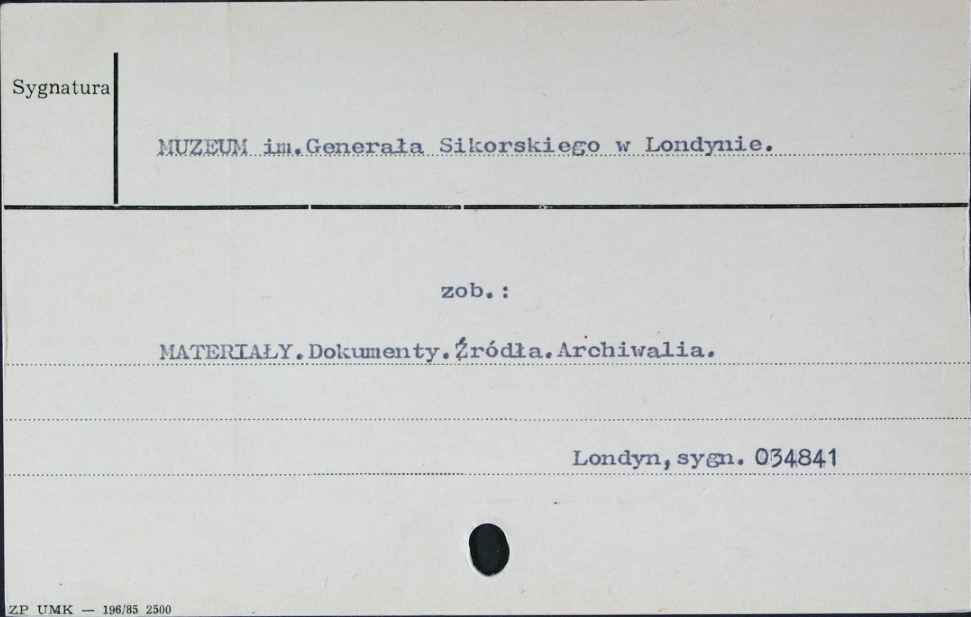 Sygnatura
MUZEUM im.Generała Sikorskiego w Londynie.
zob.:
MATERIAŁY.Dokumenty.Źródła.Archiwalia.
Londyn,sygn. 034841
ZP UMK — 196/85 2500